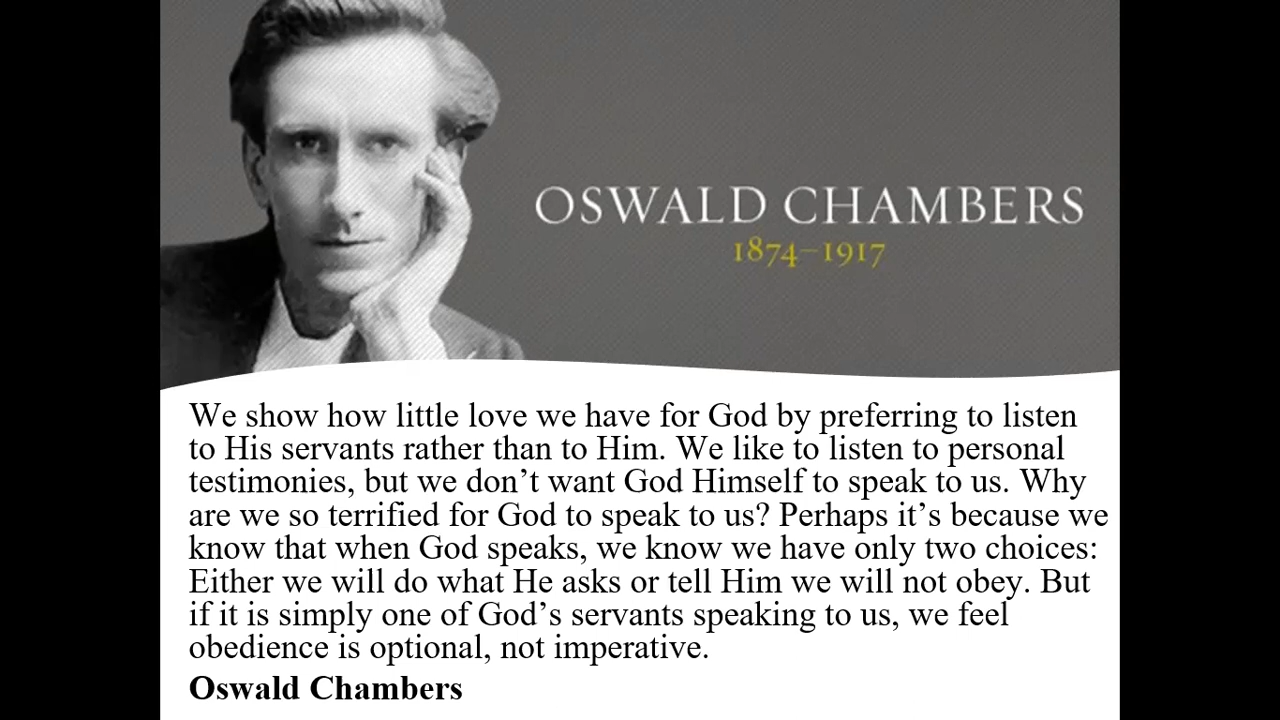 OSWALD CHAMBERS
1874–1917
We show how little love we have for God by preferring to listen
to His servants rather than to Him. We like to listen to personal
testimonies, but we don’t want God Himself to speak to us. Why
are we so terrified for God to speak to us? Perhaps it’s because we
know that when God speaks, we know we have only two choices:
Either we will do what He asks or tell Him we will not obey. But
if it is simply one of God’s servants speaking to us, we feel
obedience is optional, not imperative.
Oswald Chambers